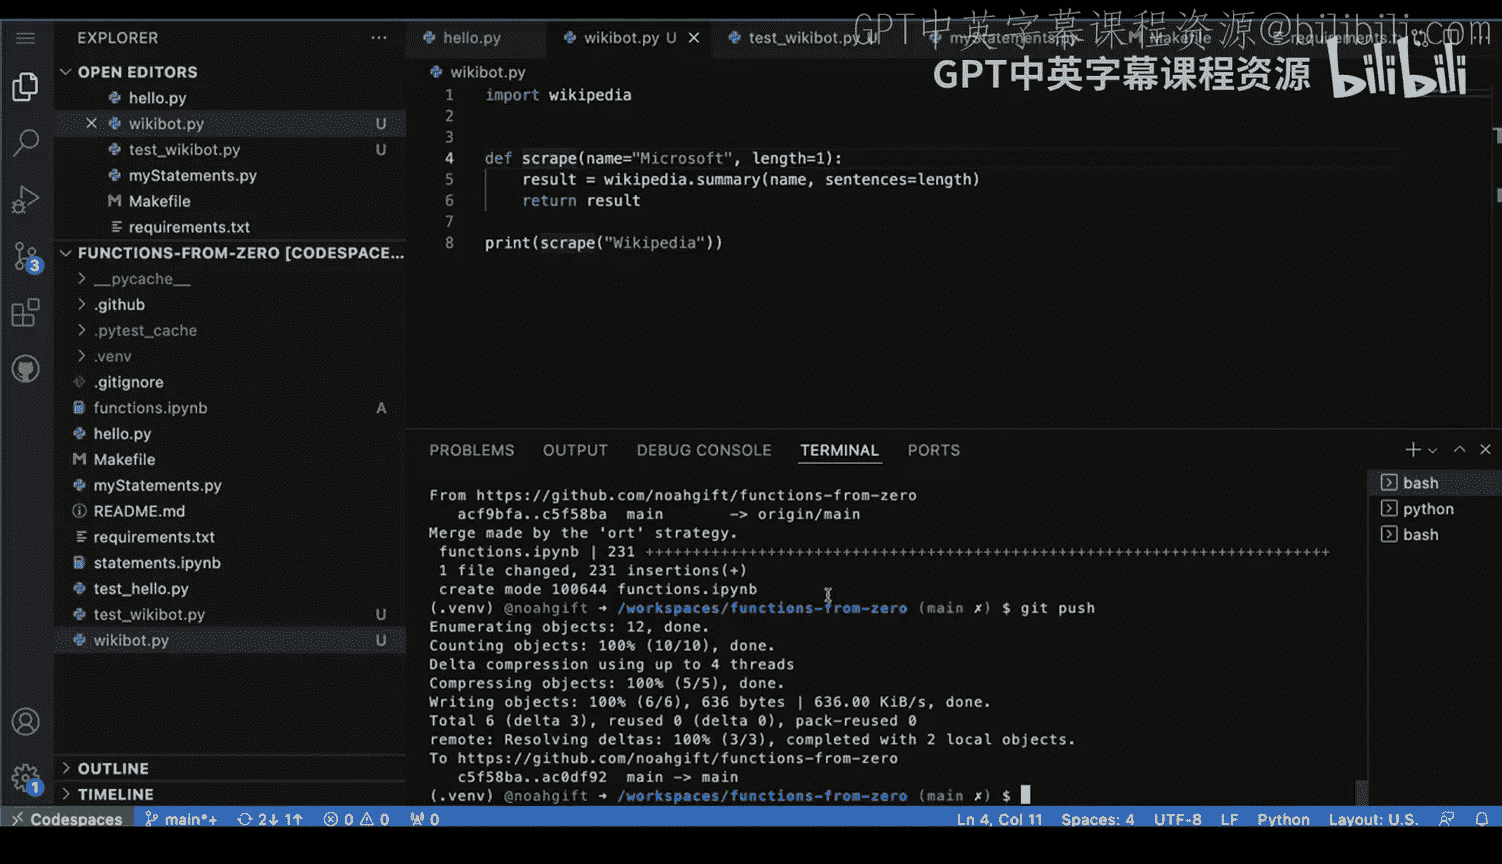 GPT中英字幕课程资源@bilibili.com
GPT中英字幕课程资源 bilibili
EXPLORER
OPEN EDITORS
hello.py
wikibot.py U
test_wikibot.py U
myStatements.py
Makefile
requirements.txt
FUNCTIONS-FROM-ZERO [CODESPACE...
__pycache__
.github
.pytest_cache
.venv
.gitignore
functions.ipynb A
hello.py
Makefile
myStatements.py
README.md
requirements.txt
statements.ipynb
test_hello.py
test_wikibot.py U
wikibot.py U
OUTLINE
TIMELINE
3
1
hello.py wikibot.py U test_wikibot.py U myStatements.py Makefile requirements.txt
wikibot.py
1 import wikipedia
2
3
4 def scrape(name="Microsoft", length=1):
5 result = wikipedia.summary(name, sentences=length)
6 return result
7
8 print(scrape("Wikipedia"))
PROBLEMS OUTPUT DEBUG CONSOLE TERMINAL PORTS
From https://github.com/noahgift/functions-from-zero
acf9bfa..c5f58ba main -> origin/main
Merge made by the 'ort' strategy.
functions.ipynb | 231 +++++++++++++++++++++++++++++++++++++++++++++++++++++++++++++++++++++++++
1 file changed, 231 insertions(+)
create mode 100644 functions.ipynb
(.venv) @noahgift ➜ /workspaces/functions-from-zero (main ✗) $ git push
Enumerating objects: 12, done.
Counting objects: 100% (10/10), done.
Delta compression using up to 4 threads
Compressing objects: 100% (5/5), done.
Writing objects: 100% (6/6), 636 bytes | 636.00 KiB/s, done.
Total 6 (delta 3), reused 0 (delta 0), pack-reused 0
remote: Resolving deltas: 100% (3/3), completed with 2 local objects.
To https://github.com/noahgift/functions-from-zero
c5f58ba..ac0df92 main -> main
(.venv) @noahgift ➜ /workspaces/functions-from-zero (main ✗) $
bash
python
bash
Codespaces main*+ 2↓ 1↑ 0 0 0 Ln 4, Col 11 Spaces: 4 UTF-8 LF Python Layout: U.S.